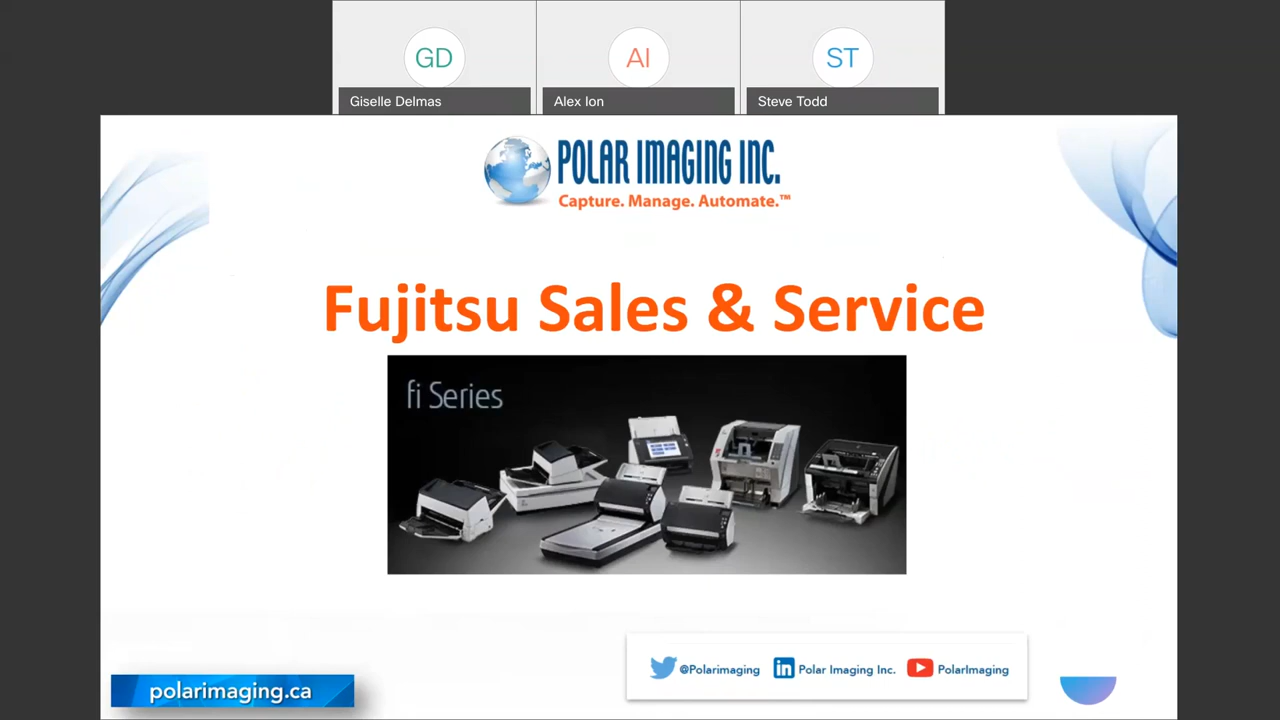 GD
AI
ST
Giselle Delmas
Alex Ion
Steve Todd
POLAR IMAGING INC.
Capture. Manage. Automate.™
Fujitsu Sales & Service
fi Series
@Polarimaging
Polar Imaging Inc.
PolarImaging
polarimaging.ca